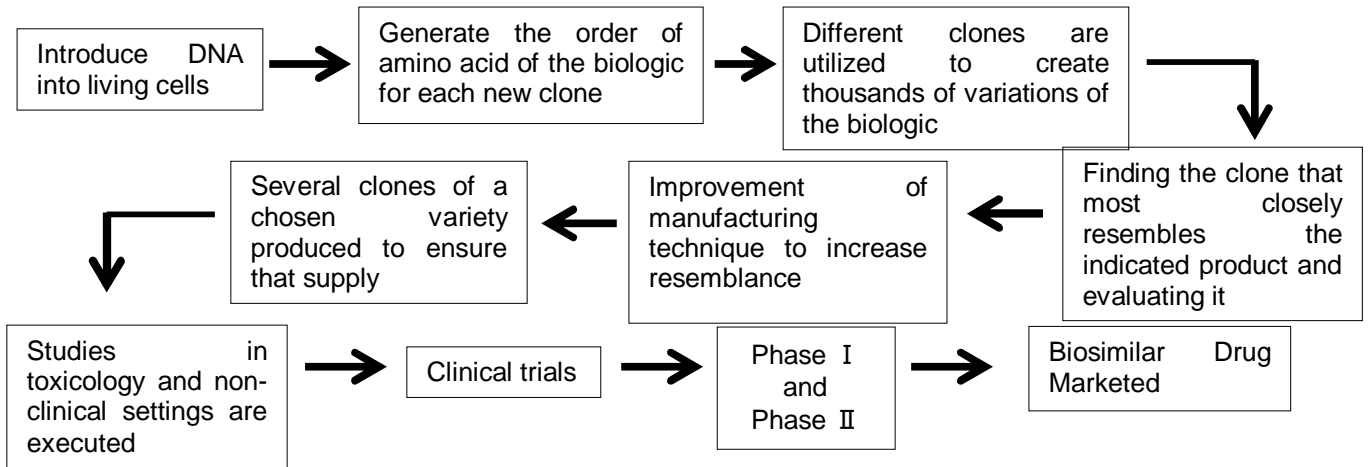 Introduce DNA
into living cells
Generate the order of
amino acid of the biologic
for each new clone
Different clones are
utilized to create
thousands of variations of
the biologic
Finding the clone that
most closely
resembles the
indicated product and
evaluating it
Improvement of
manufacturing
technique to increase
resemblance
Several clones of a
chosen variety
produced to ensure
that supply
Studies in
toxicology and non-
clinical settings are
executed
Clinical trials
Phase Ⅰ
and
Phase Ⅱ
Biosimilar Drug
Marketed